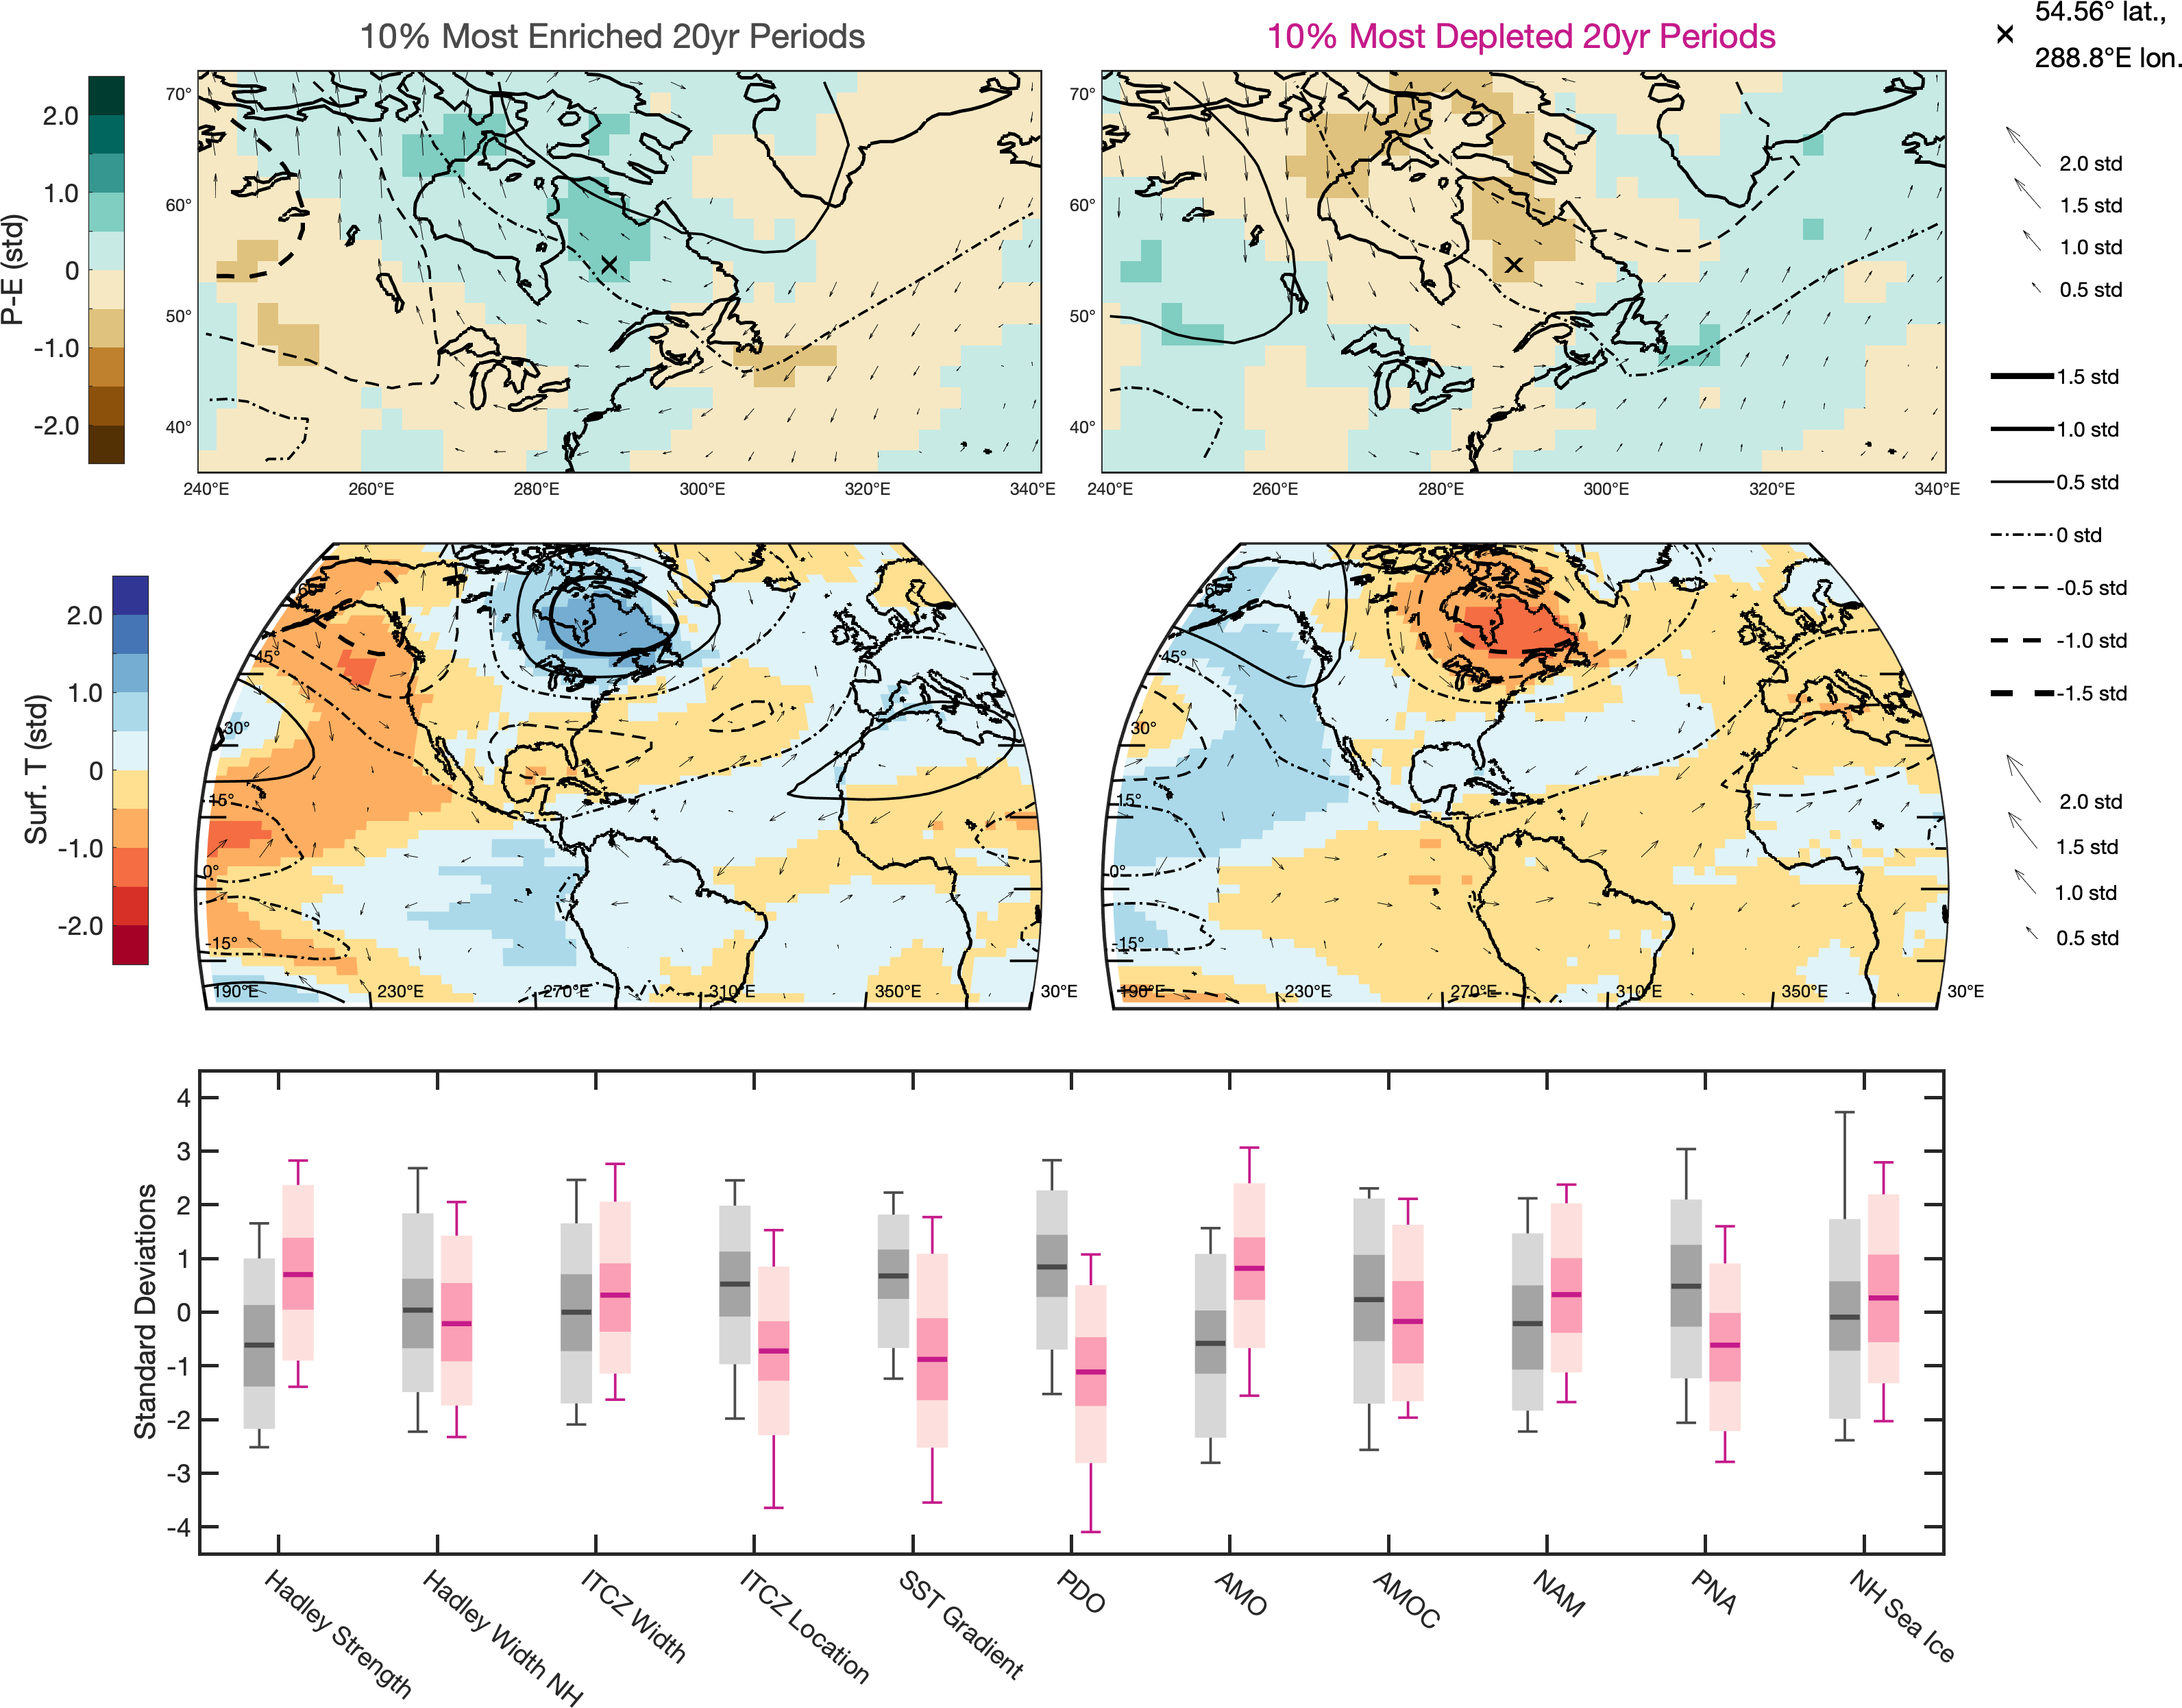 10% Most Enriched 20yr Periods
10% Most Depleted 20yr Periods
54.56° lat.,
288.8°E lon.
P-E (std)
2.0
1.0
0
-1.0
-2.0
70°
60°
50°
40°
240°E 260°E 280°E 300°E 320°E 340°E
70°
60°
50°
40°
240°E 260°E 280°E 300°E 320°E 340°E
2.0 std
1.5 std
1.0 std
0.5 std
1.5 std
1.0 std
0.5 std
0 std
-0.5 std
-1.0 std
-1.5 std
Surf. T (std)
2.0
1.0
0
-1.0
-2.0
60°
45°
30°
15°
0°
-15°
190°E 230°E 270°E 310°E 350°E 30°E
60°
45°
30°
15°
0°
-15°
190°E 230°E 270°E 310°E 350°E 30°E
2.0 std
1.5 std
1.0 std
0.5 std
Standard Deviations
4
3
2
1
0
-1
-2
-3
-4
Hadley Strength
Hadley Width NH
ITCZ Width
ITCZ Location
SST Gradient
PDO
AMO
AMOC
NAM
PNA
NH Sea Ice